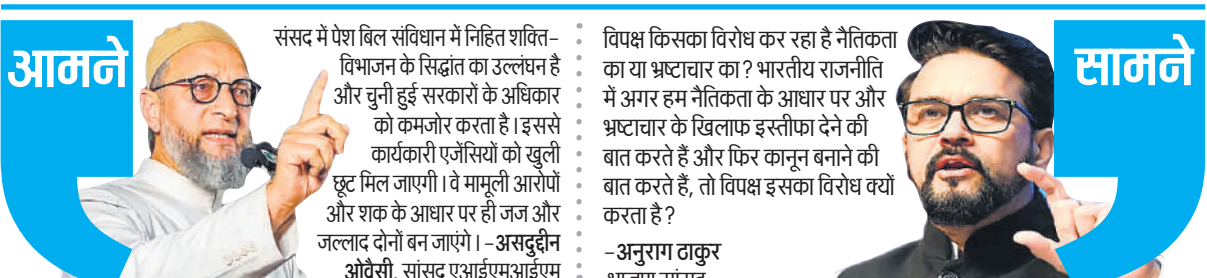 आमने
संसद में पेश बिल संविधान में निहित शक्ति-
विभाजन के सिद्धांत का उल्लंघन है
और चुनी हुई सरकारों के अधिकार
को कमजोर करता है। इससे
कार्यकारी एजेंसियों को खुली
छूट मिल जाएगी। वे मामूली आरोपों
और शक के आधार पर ही जज और
जल्लाद दोनों बन जाएंगे। -असदुद्दीन
ओवैसी, सांसद एआईएमआईएम
विपक्ष किसका विरोध कर रहा है नैतिकता
का या भ्रष्टाचार का? भारतीय राजनीति
में अगर हम नैतिकता के आधार पर और
भ्रष्टाचार के खिलाफ इस्तीफा देने की
बात करते हैं और फिर कानून बनाने की
बात करते हैं, तो विपक्ष इसका विरोध क्यों
करता है?
-अनुराग ठाकुर
भाजपा सांसद
सामने